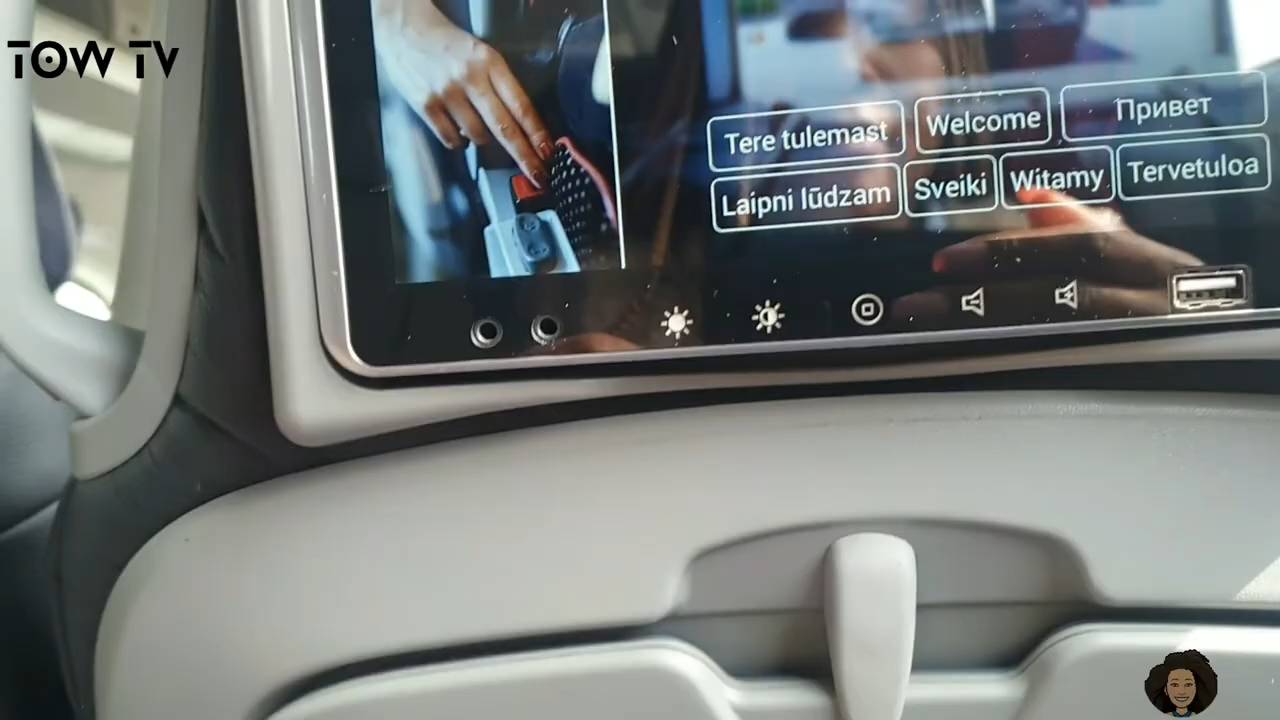 TOW TV
Tere tulemast Welcome Привет
Laipni lūdzam Sveiki Witamy Tervetuloa